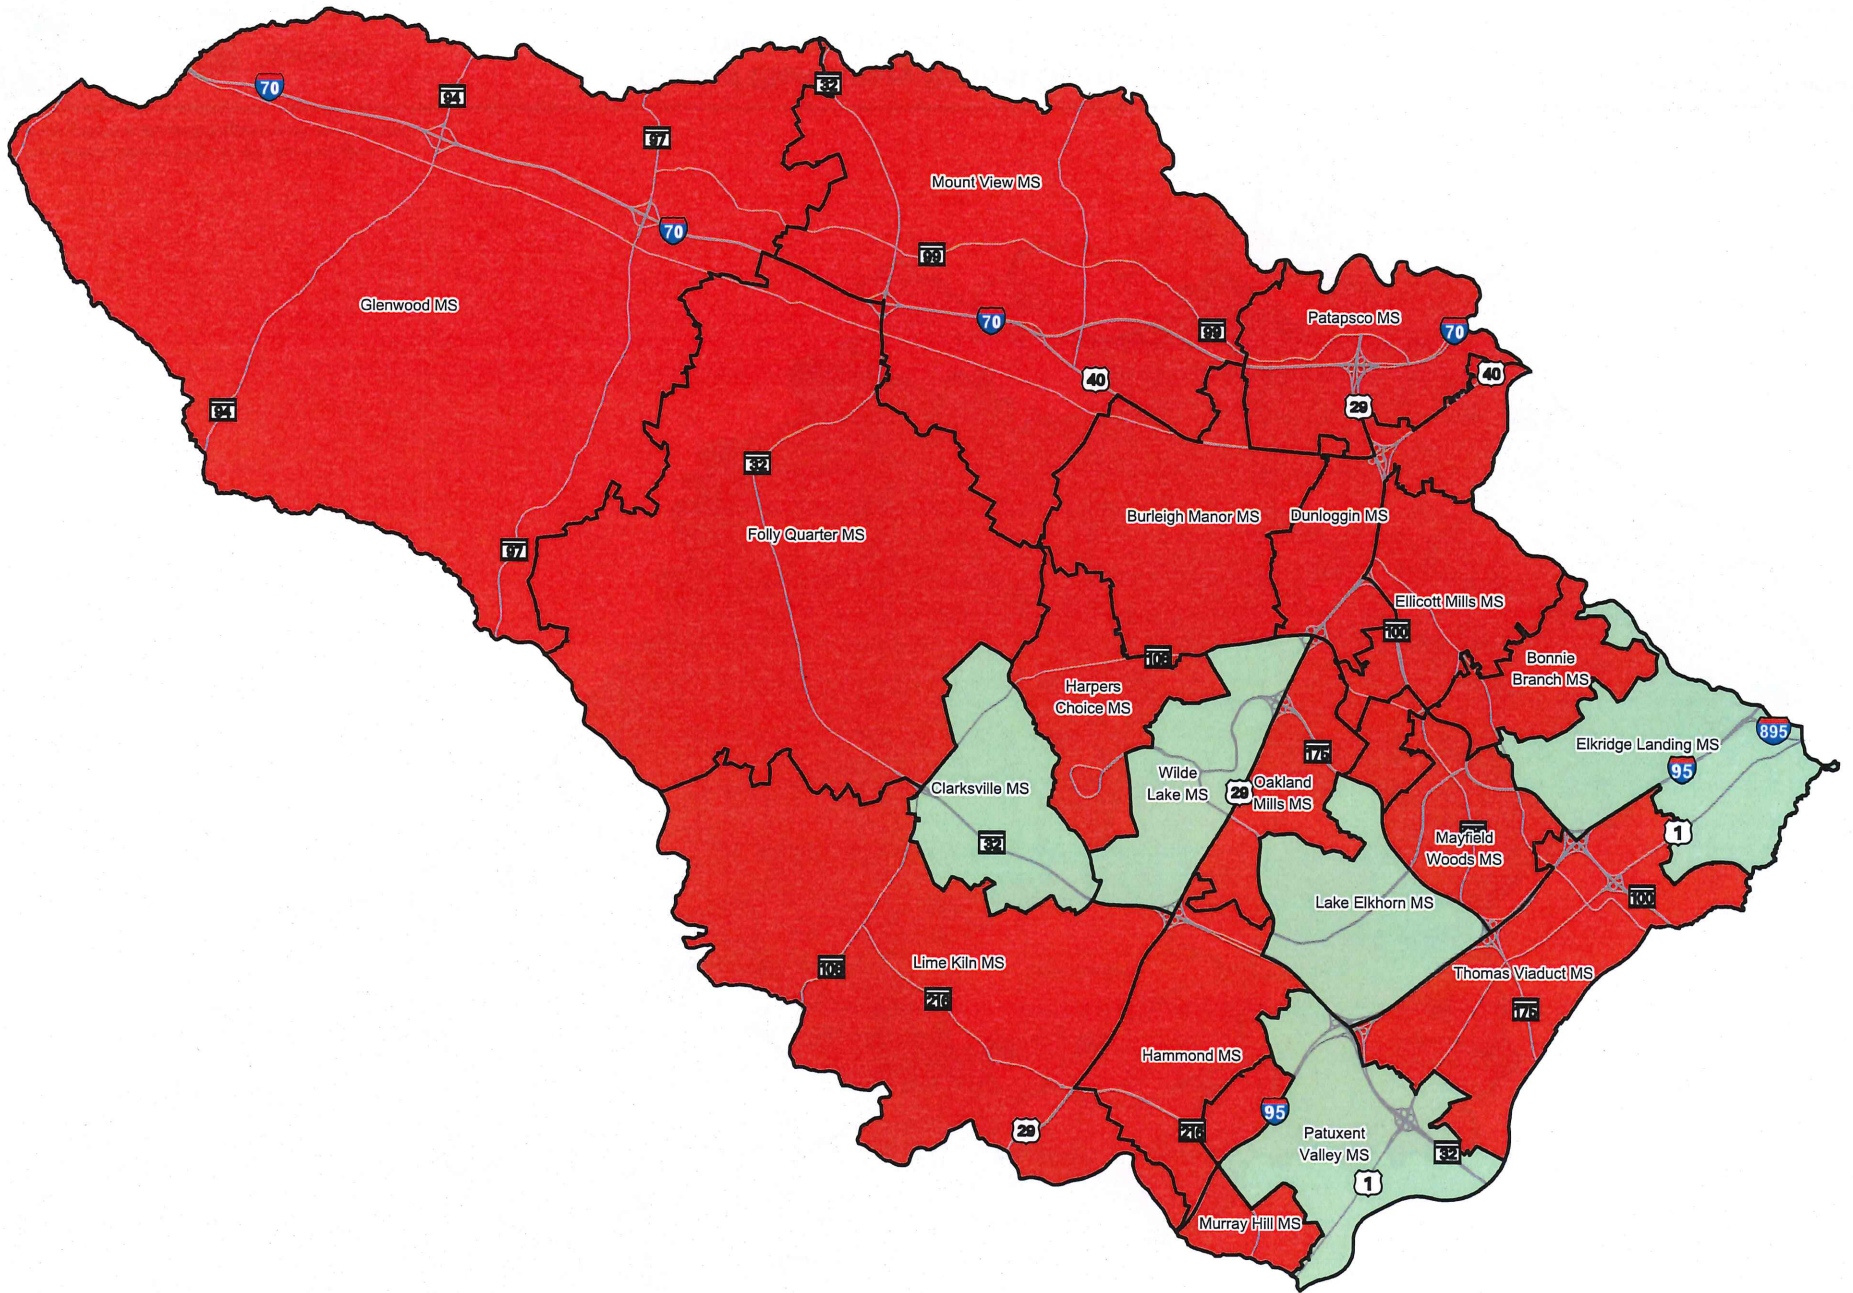 32
70
94
97
Mount View MS
70
99
Glenwood MS
70
99
Patapsco MS
70
40
40
94
29
32
Burleigh Manor MS
Dunloggin MS
Folly Quarter MS
97
Ellicott Mills MS
100
108
Bonnie
Branch MS
Harpers
Choice MS
895
Elkridge Landing MS
175
95
Wilde
Lake MS
Oakland
Mills MS
Clarksville MS
29
32
1
Mayfield
Woods MS
100
Lake Elkhorn MS
Lime Kiln MS
108
Thomas Viaduct MS
216
175
Hammond MS
95
29
216
Patuxent
Valley MS
32
1
Murray Hill MS